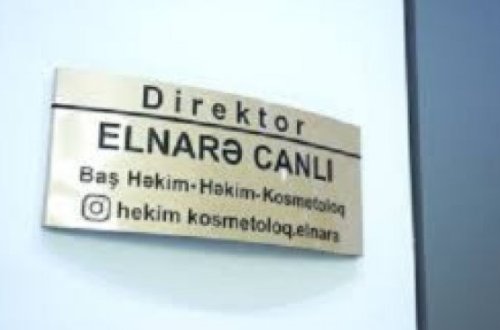 Direktor
ELNARƏ CANLI
Baş Həkim-Həkim-Kosmetoloq
hekim kosmetoloq.elnara